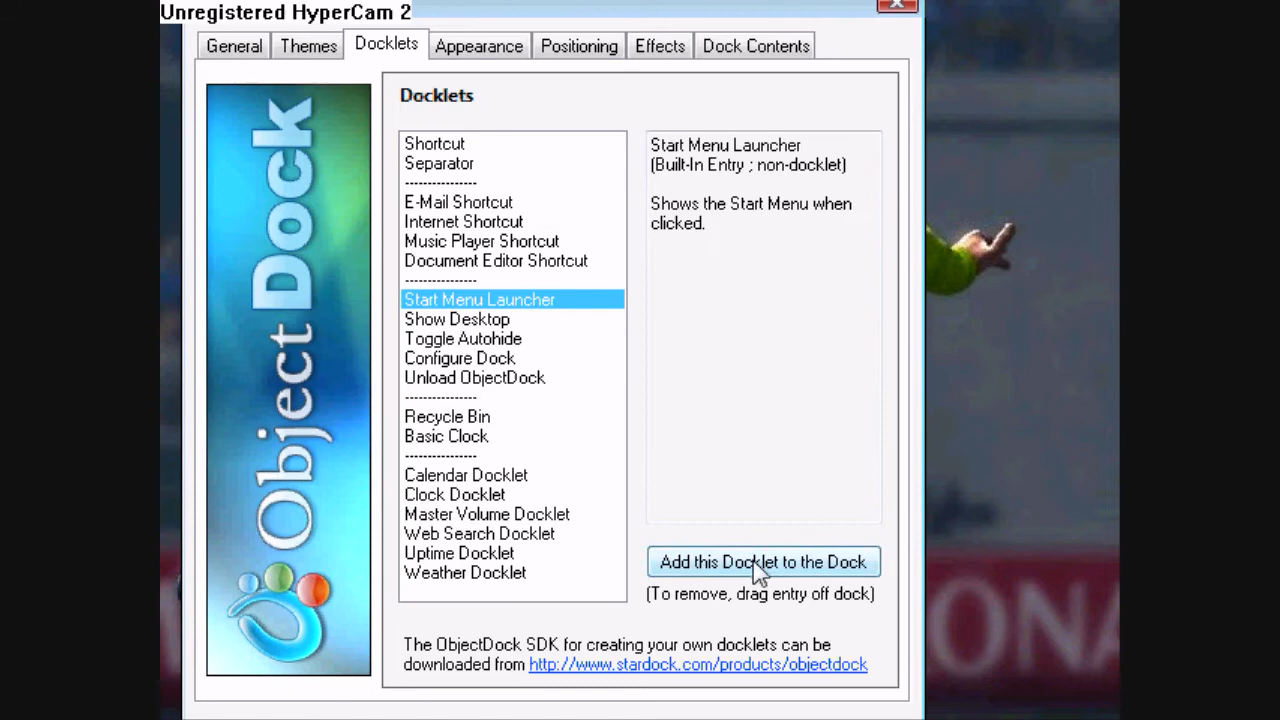 Unregistered HyperCam 2
General
Themes
Docklets
Appearance
Positioning
Effects
Dock Contents
ObjectDock
Docklets
Shortcut
Separator
----------------
E-Mail Shortcut
Internet Shortcut
Music Player Shortcut
Document Editor Shortcut
----------------
Start Menu Launcher
Show Desktop
Toggle Autohide
Configure Dock
Unload ObjectDock
----------------
Recycle Bin
Basic Clock
----------------
Calendar Docklet
Clock Docklet
Master Volume Docklet
Web Search Docklet
Uptime Docklet
Weather Docklet
Start Menu Launcher
(Built-In Entry ; non-docklet)
Shows the Start Menu when
clicked.
Add this Docklet to the Dock
(To remove, drag entry off dock)
The ObjectDock SDK for creating your own docklets can be
downloaded from http://www.stardock.com/products/objectdock